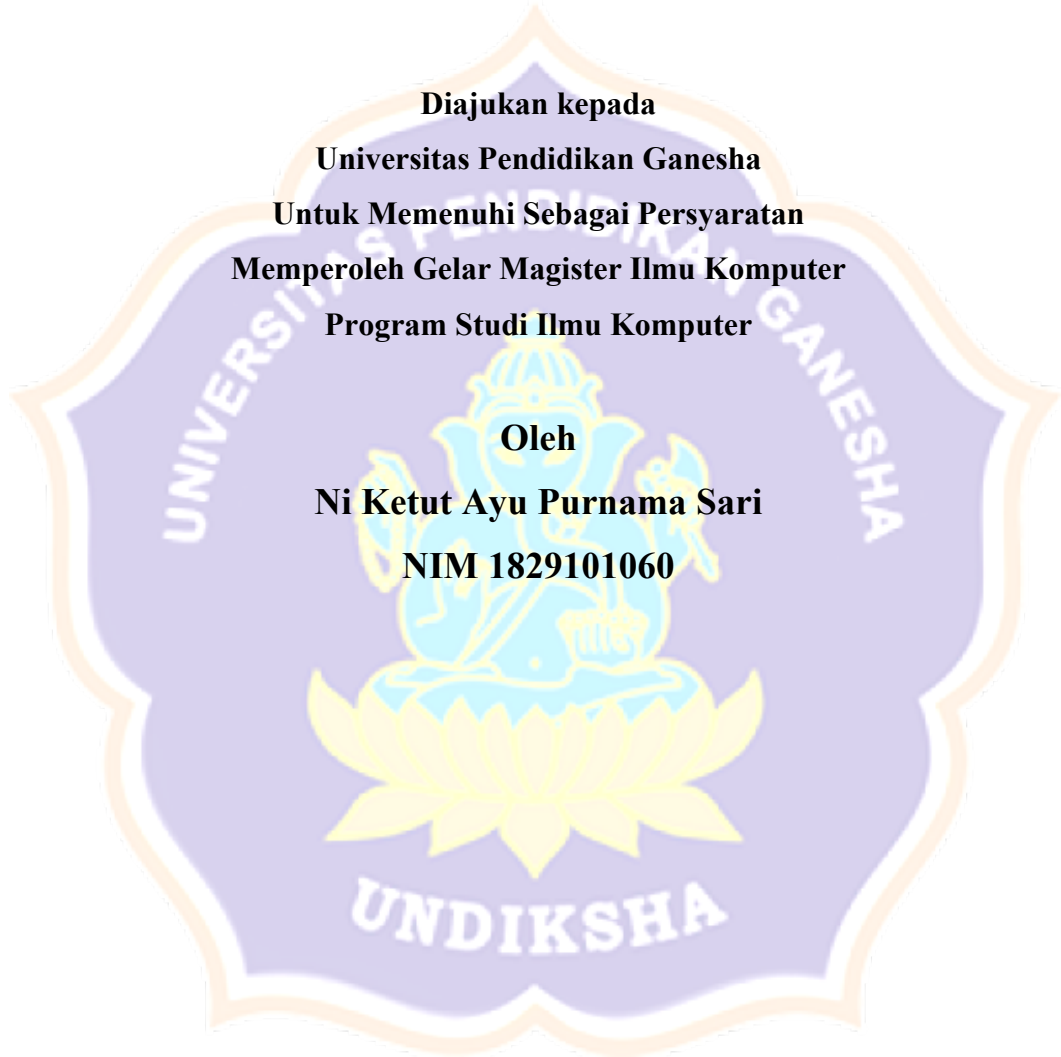 Diajukan kepada
Universitas Pendidikan Ganesha
Untuk Memenuhi Sebagai Persyaratan
Memperoleh Gelar Magister Ilmu Komputer
Program Studi Ilmu Komputer
Oleh
Ni Ketut Ayu Purnama Sari
NIM 1829101060
UNIVERSITAS PENDIDIKAN GANESHA
UNDIKSHA